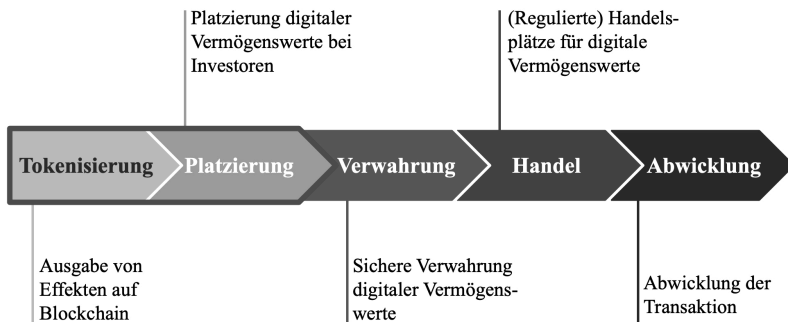 Platzierung digitaler
Vermögenswerte bei
Investoren
(Regulierte) Handels-
plätze für digitale
Vermögenswerte
Tokenisierung
Platzierung
Verwahrung
Handel
Abwicklung
Ausgabe von
Effekten auf
Blockchain
Sichere Verwahrung
digitaler Vermögens-
werte
Abwicklung der
Transaktion